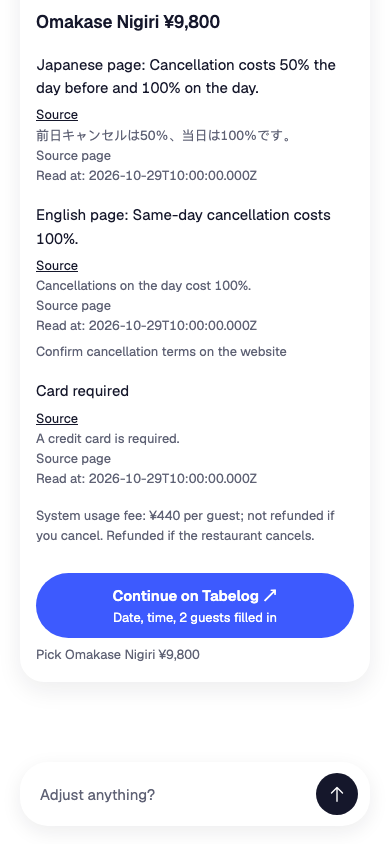 Omakase Nigiri ¥9,800
Japanese page: Cancellation costs 50% the
day before and 100% on the day.
Source
前日キャンセルは50%、当日は100%です。
Source page
Read at: 2026-10-29T10:00:00.000Z
English page: Same-day cancellation costs
100%.
Source
Cancellations on the day cost 100%.
Source page
Read at: 2026-10-29T10:00:00.000Z
Confirm cancellation terms on the website
Card required
Source
A credit card is required.
Source page
Read at: 2026-10-29T10:00:00.000Z
System usage fee: ¥440 per guest; not refunded if
you cancel. Refunded if the restaurant cancels.
Continue on Tabelog ↗
Date, time, 2 guests filled in
Pick Omakase Nigiri ¥9,800
Adjust anything?